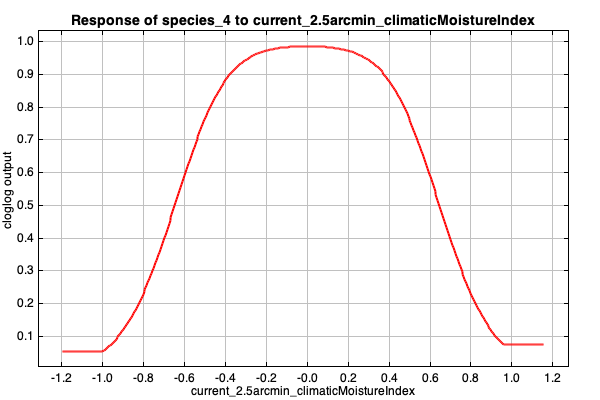 Response of species_4 to current_2.5arcmin_climaticMoistureIndex
1.0
0.9
0.8
0.7
0.6
0.5
0.4
0.3
0.2
0.1
cloglog output
-1.2 -1.0 -0.8 -0.6 -0.4 -0.2 -0.0 0.2 0.4 0.6 0.8 1.0 1.2
current_2.5arcmin_climaticMoistureIndex